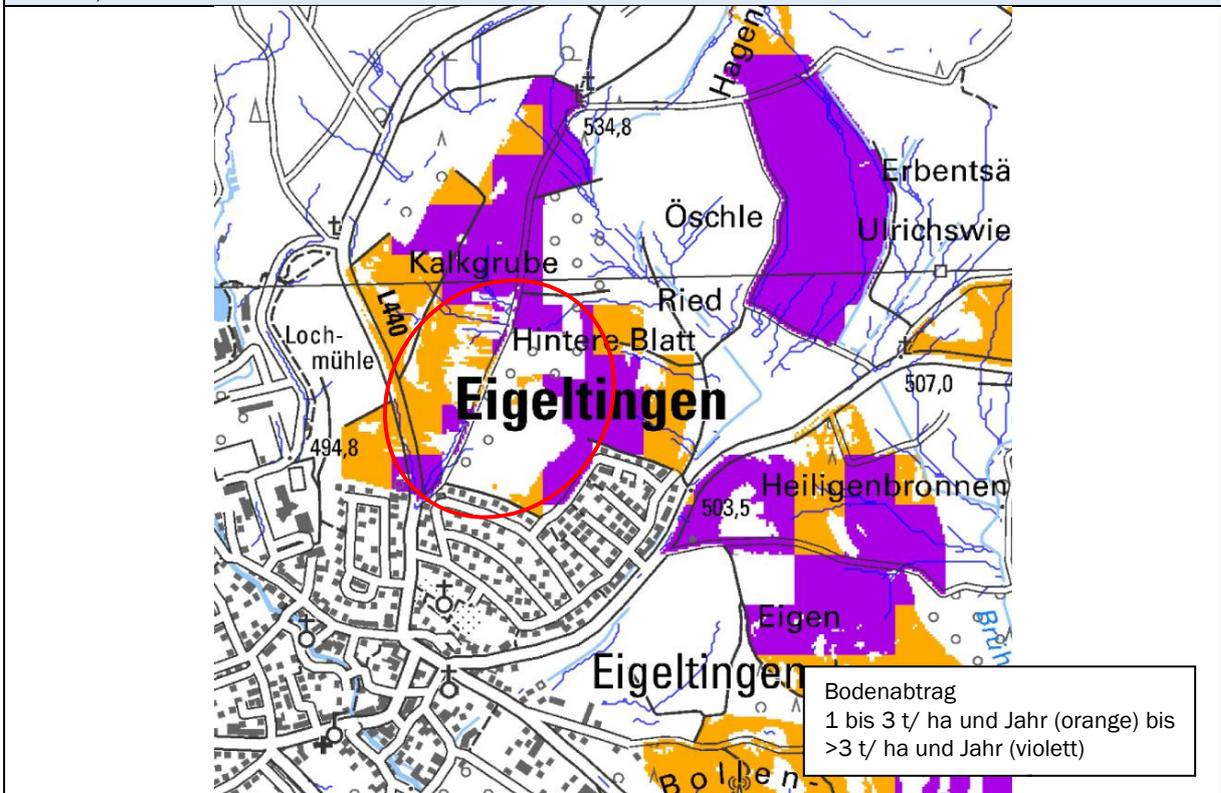 Hagen
534,8
Erbentsä
Öschle
Ulrichswie
Kalkgrube
Ried
L440
Loch-
mühle
Hintere Blatt
507,0
Eigeltingen
494,8
Heiligenbronnen
503,5
Eigen
Brüh
Eigeltingen
Bodenabtrag
1 bis 3 t/ ha und Jahr (orange) bis
>3 t/ ha und Jahr (violett)
Bollen-